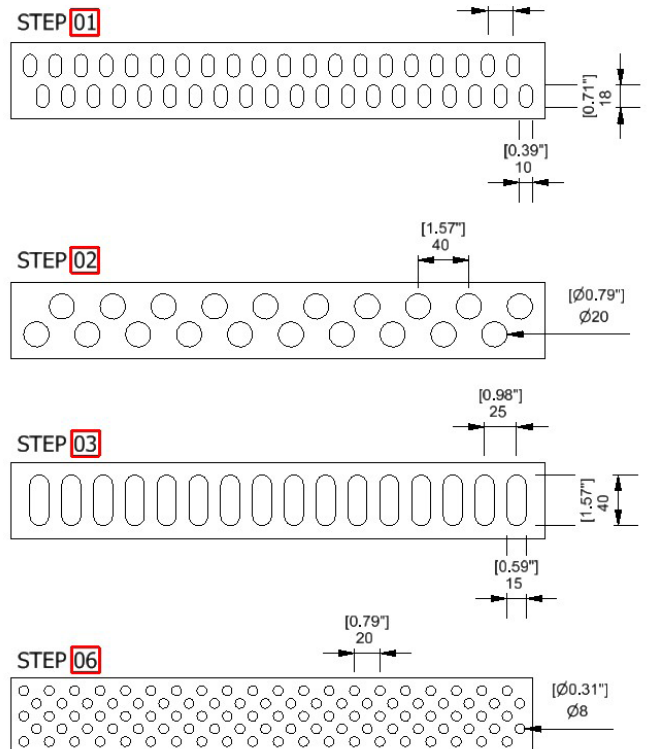 STEP 01
[0.71"]
18
[0.39"]
10
STEP 02
[1.57"]
40
[Ø0.79"]
Ø20
STEP 03
[0.98"]
25
[1.57"]
40
[0.59"]
15
STEP 06
[0.79"]
20
[Ø0.31"]
Ø8